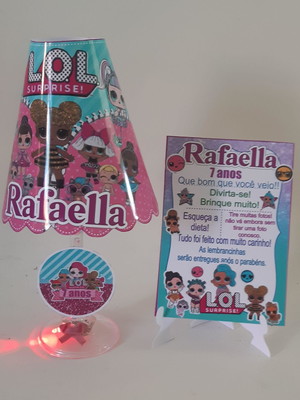 L.O.L
SURPRISE!
Rafaella
7 anos
Rafaella
7 anos
Que bom que você veio!!
Divirta-se!
Brinque muito!
Esqueça a
dieta!
Tire muitas fotos!
não vá embora sem
tirar uma foto
conosco.
Tudo foi feito com muito carinho!
As lembrancinhas
serão entregues após o parabéns.
L.O.L
SURPRISE!